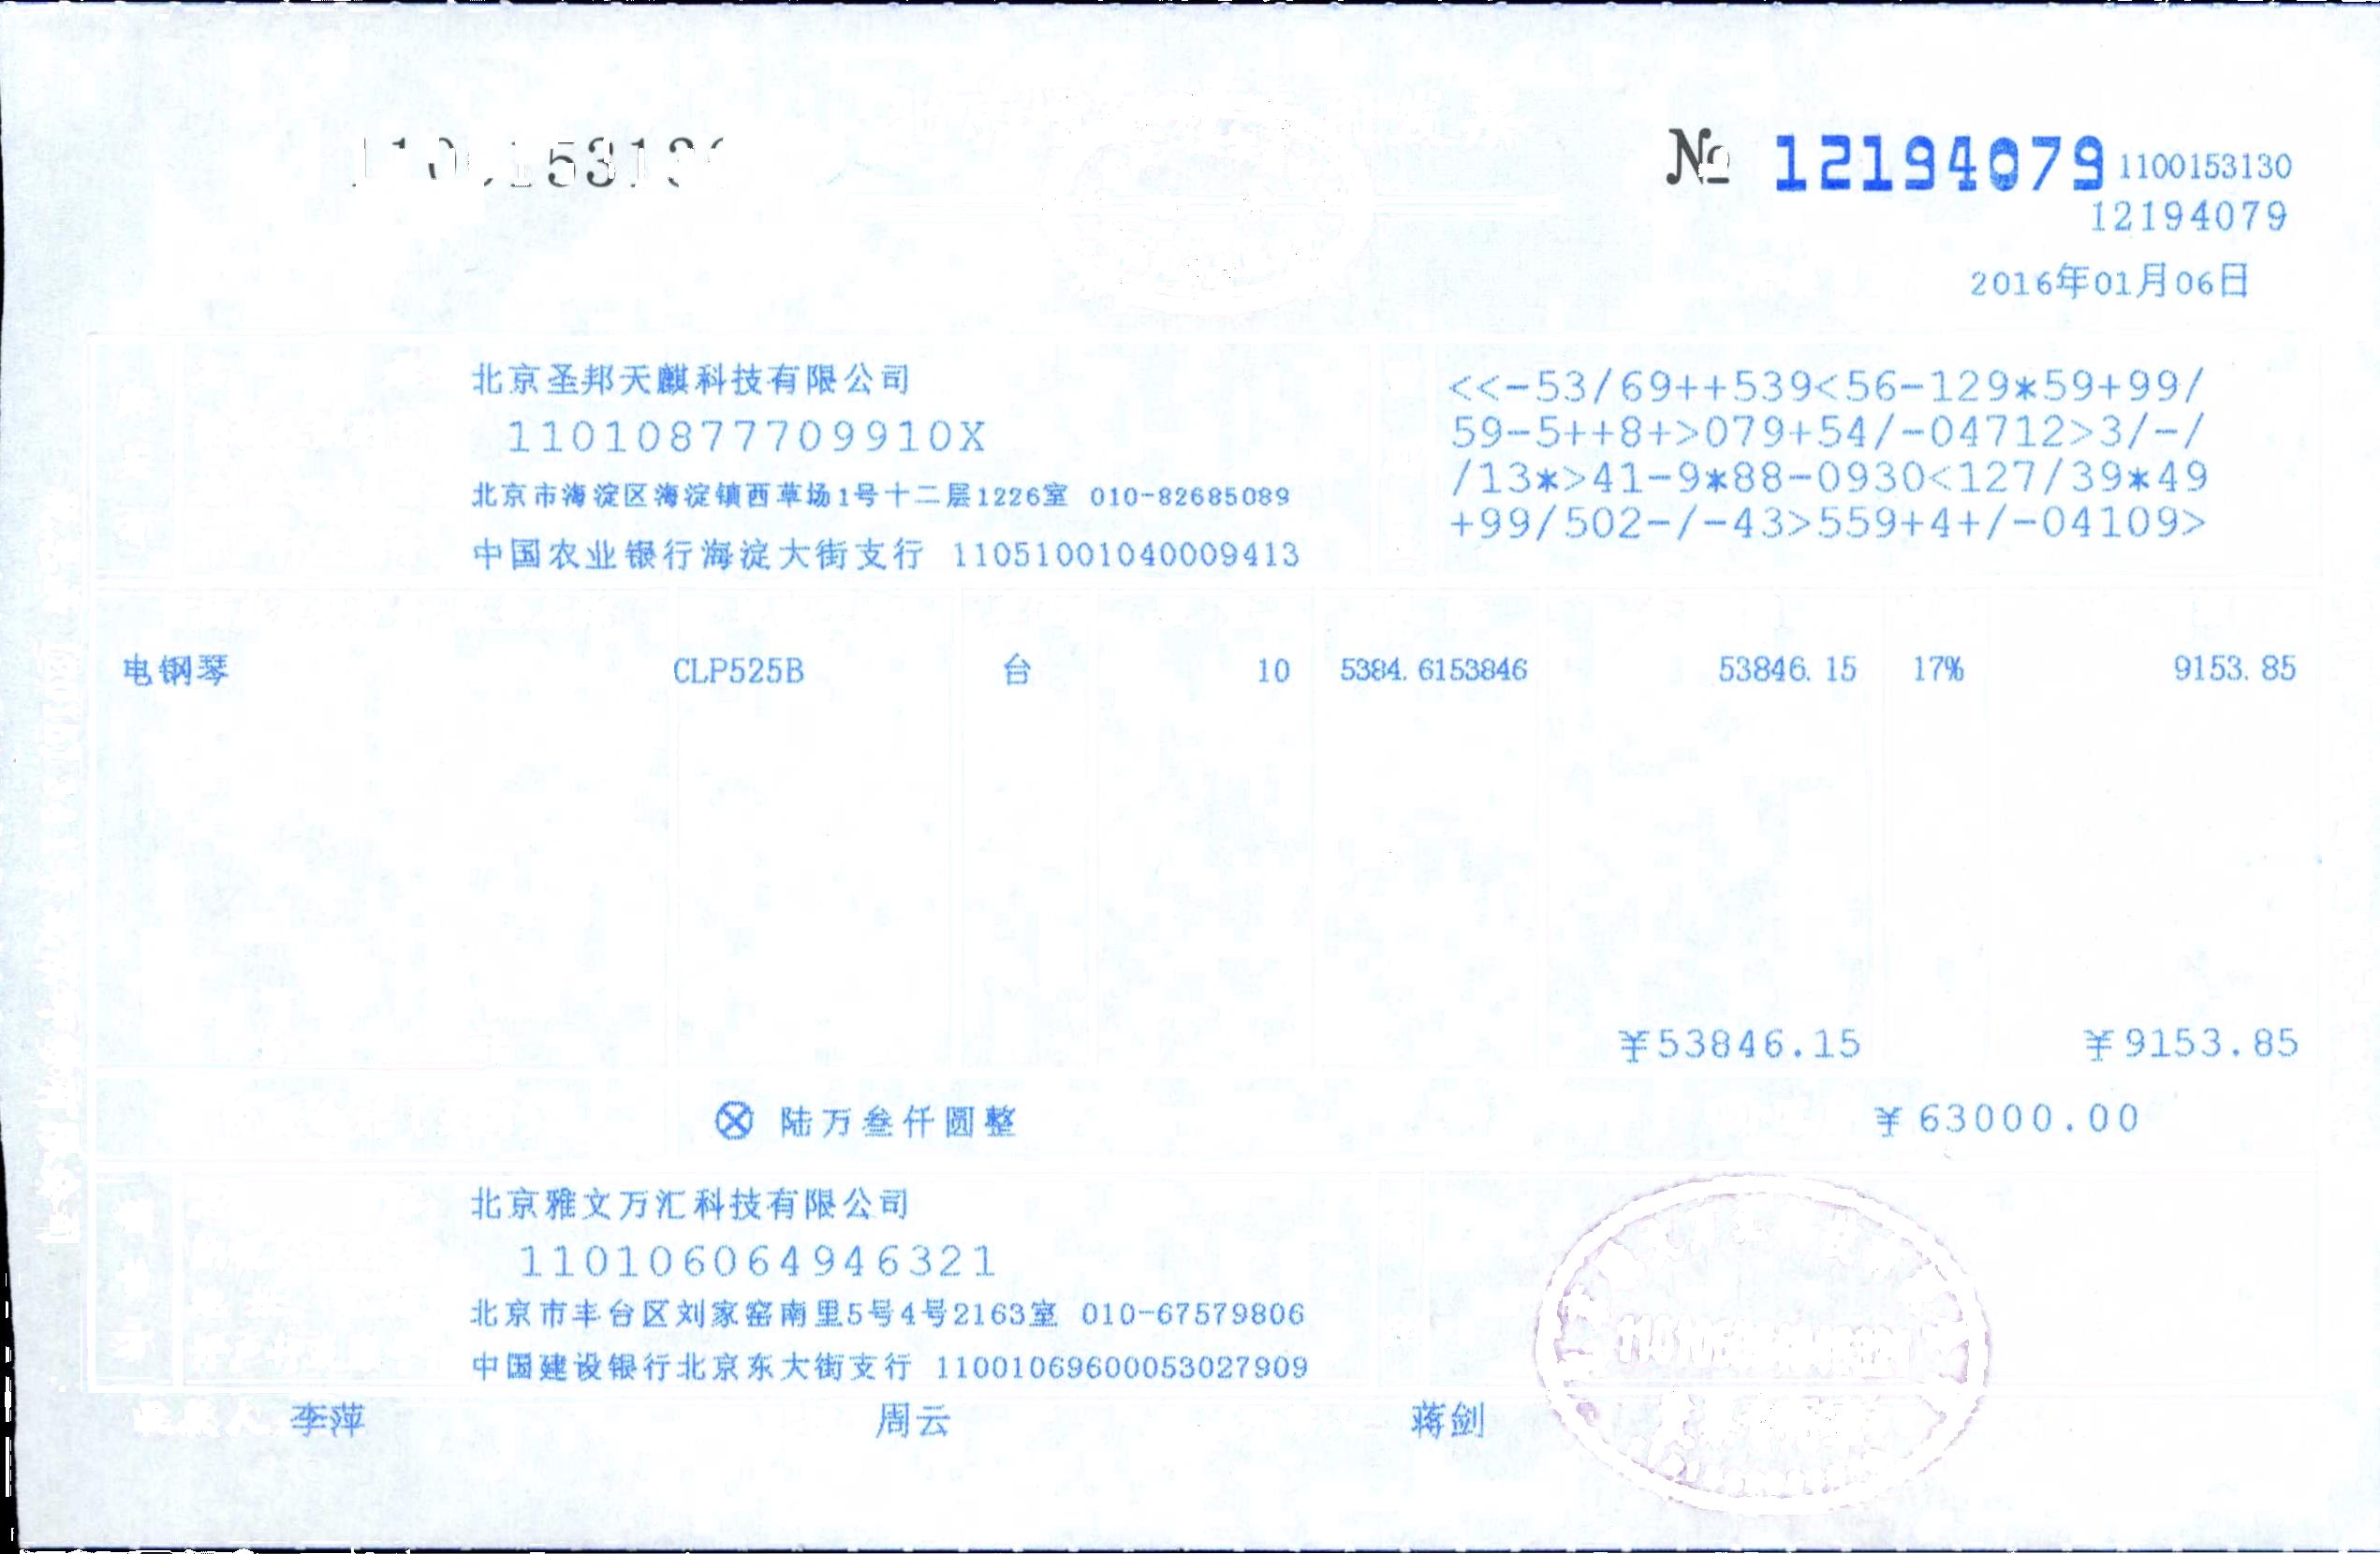 1100153130
№ 12194079 1100153130
12194079
2016年01月06日
北京圣邦天麒科技有限公司
11010877709910X
北京市海淀区海淀镇西草场1号十二层1226室 010-82685089
中国农业银行海淀大街支行 11051001040009413
<<-53/69++539<56-129*59+99/
59-5++8+>079+54/-04712>3/-/
/13*>41-9*88-0930<127/39*49
+99/502-/-43>559+4+/-04109>
电钢琴 CLP525B 台 10 5384.6153846 53846.15 17% 9153.85
¥53846.15 ¥9153.85
ⓧ 陆万叁仟圆整 ¥63000.00
北京雅文万汇科技有限公司
110106064946321
北京市丰台区刘家窑南里5号4号2163室 010-67579806
中国建设银行北京东大街支行 11001069600053027909
李萍 周云 蒋剑